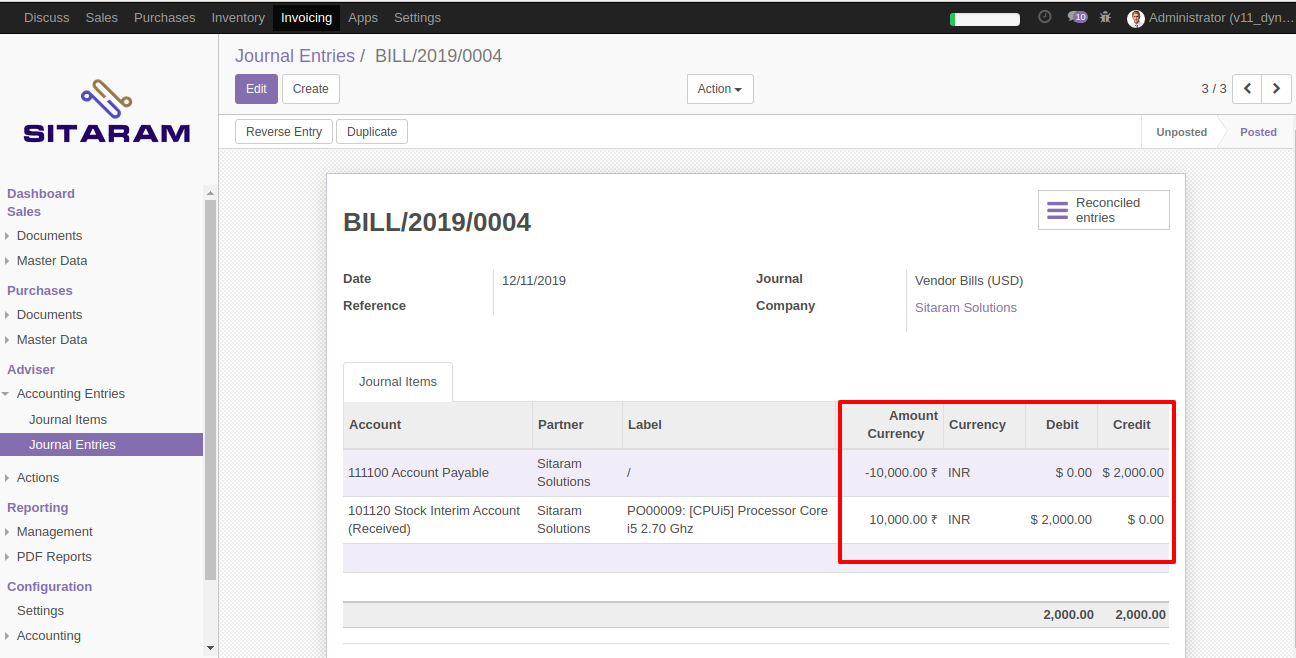 Discuss Sales Purchases Inventory Invoicing Apps Settings 10 Administrator (v11_dyn...
SITARAM
Dashboard
Sales
Documents
Master Data
Purchases
Documents
Master Data
Adviser
Accounting Entries
Journal Items
Journal Entries
Actions
Reporting
Management
PDF Reports
Configuration
Settings
Accounting
Journal Entries / BILL/2019/0004
Edit Create Action 3 / 3
Reverse Entry Duplicate Unposted Posted
Reconciled
entries
BILL/2019/0004
Date 12/11/2019 Journal Vendor Bills (USD)
Reference Company Sitaram Solutions
Journal Items
Account Partner Label Amount Currency Currency Debit Credit
111100 Account Payable Sitaram Solutions / -10,000.00 ₹ INR $ 0.00 $ 2,000.00
101120 Stock Interim Account (Received) Sitaram Solutions PO00009: [CPUi5] Processor Core i5 2.70 Ghz 10,000.00 ₹ INR $ 2,000.00 $ 0.00
2,000.00 2,000.00